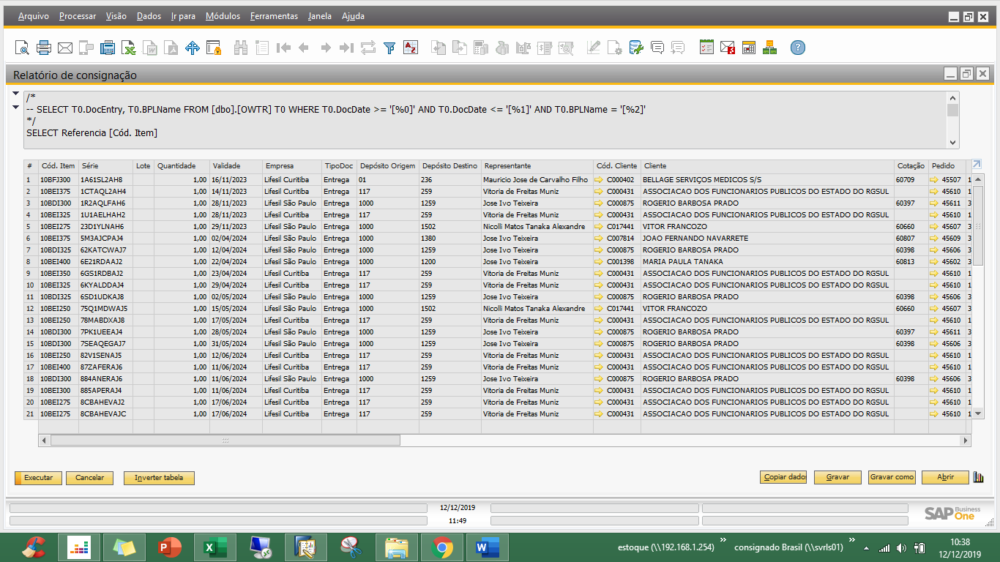 Arquivo Processar Visão Dados Ir para Módulos Ferramentas Janela Ajuda
Relatório de consignação
/*
-- SELECT T0.DocEntry, T0.BPLName FROM [dbo].[OWTR] T0 WHERE T0.DocDate >= '[%0]' AND T0.DocDate <= '[%1]' AND T0.BPLName = '[%2]'
*/
SELECT Referencia [Cód. Item]
# Cód. Item Série Lote Quantidade Validade Empresa TipoDoc Depósito Origem Depósito Destino Representante Cód. Cliente Cliente Cotação Pedido
1 10BFJ300 1A61SL2AH8 1,00 16/11/2023 Lifesil Curitiba Entrega 01 236 Mauricio Jose de Carvalho Filho C000402 BELLAGE SERVIÇOS MEDICOS S/S 60709 45507 1
2 10BEI375 1CTAQL2AH4 1,00 14/11/2023 Lifesil Curitiba Entrega 117 259 Vitoria de Freitas Muniz C000431 ASSOCIACAO DOS FUNCIONARIOS PUBLICOS DO ESTADO DO RGSUL 45610 1
3 10BDI300 1R2AQLFAH6 1,00 28/11/2023 Lifesil São Paulo Entrega 1000 1259 Jose Ivo Teixeira C000875 ROGERIO BARBOSA PRADO 60397 45611 3
4 10BEI325 1U1AELHAH2 1,00 28/11/2023 Lifesil Curitiba Entrega 117 259 Vitoria de Freitas Muniz C000431 ASSOCIACAO DOS FUNCIONARIOS PUBLICOS DO ESTADO DO RGSUL 45610 1
5 10BEI275 23D1YLNAH6 1,00 29/11/2023 Lifesil São Paulo Entrega 1000 1502 Nicolli Matos Tanaka Alexandre C017441 VITOR FRANCOZO 60660 45607 3
6 10BEI375 5M3AJCPAJ4 1,00 02/04/2024 Lifesil São Paulo Entrega 1000 1380 Jose Ivo Teixeira C007814 JOAO FERNANDO NAVARRETE 60807 45609 3
7 10BDI325 62KATCWAJ7 1,00 12/04/2024 Lifesil São Paulo Entrega 1000 1259 Jose Ivo Teixeira C000875 ROGERIO BARBOSA PRADO 60398 45606 3
8 10BEI400 6E21RDAAJ2 1,00 22/04/2024 Lifesil São Paulo Entrega 1000 1200 Jose Ivo Teixeira C001398 MARIA PAULA TANAKA 60813 45602 3
9 10BEI350 6GS1RDBAJ2 1,00 23/04/2024 Lifesil Curitiba Entrega 117 259 Vitoria de Freitas Muniz C000431 ASSOCIACAO DOS FUNCIONARIOS PUBLICOS DO ESTADO DO RGSUL 45610 1
10 10BEI325 6KYALDDAJ4 1,00 29/04/2024 Lifesil Curitiba Entrega 117 259 Vitoria de Freitas Muniz C000431 ASSOCIACAO DOS FUNCIONARIOS PUBLICOS DO ESTADO DO RGSUL 45610 1
11 10BDI325 6SD1UDKAJ8 1,00 02/05/2024 Lifesil São Paulo Entrega 1000 1259 Jose Ivo Teixeira C000875 ROGERIO BARBOSA PRADO 60398 45606 3
12 10BEI250 75Q1MDWAJ5 1,00 15/05/2024 Lifesil São Paulo Entrega 1000 1502 Nicolli Matos Tanaka Alexandre C017441 VITOR FRANCOZO 60660 45607 3
13 10BEI250 78MABDXAJ8 1,00 17/05/2024 Lifesil Curitiba Entrega 117 259 Vitoria de Freitas Muniz C000431 ASSOCIACAO DOS FUNCIONARIOS PUBLICOS DO ESTADO DO RGSUL 45610 1
14 10BDI300 7PK1UEEAJ4 1,00 28/05/2024 Lifesil São Paulo Entrega 1000 1259 Jose Ivo Teixeira C000875 ROGERIO BARBOSA PRADO 60397 45611 3
15 10BDI300 7SEAQEGAJ7 1,00 31/05/2024 Lifesil São Paulo Entrega 1000 1259 Jose Ivo Teixeira C000875 ROGERIO BARBOSA PRADO 60398 45606 3
16 10BEI250 82V1SENAJ5 1,00 12/06/2024 Lifesil Curitiba Entrega 117 259 Vitoria de Freitas Muniz C000431 ASSOCIACAO DOS FUNCIONARIOS PUBLICOS DO ESTADO DO RGSUL 45610 1
17 10BEI400 87ZAFERAJ6 1,00 11/06/2024 Lifesil Curitiba Entrega 117 259 Vitoria de Freitas Muniz C000431 ASSOCIACAO DOS FUNCIONARIOS PUBLICOS DO ESTADO DO RGSUL 45610 1
18 10BDI300 884ANERAJ6 1,00 11/06/2024 Lifesil São Paulo Entrega 1000 1259 Jose Ivo Teixeira C000875 ROGERIO BARBOSA PRADO 60398 45606 3
19 10BEI300 885APERAJ4 1,00 11/06/2024 Lifesil Curitiba Entrega 117 259 Vitoria de Freitas Muniz C000431 ASSOCIACAO DOS FUNCIONARIOS PUBLICOS DO ESTADO DO RGSUL 45610 1
20 10BEI275 8CBAHEVAJ2 1,00 17/06/2024 Lifesil Curitiba Entrega 117 259 Vitoria de Freitas Muniz C000431 ASSOCIACAO DOS FUNCIONARIOS PUBLICOS DO ESTADO DO RGSUL 45610 1
21 10BEI275 8CBAHEVAJC 1,00 17/06/2024 Lifesil Curitiba Entrega 117 259 Vitoria de Freitas Muniz C000431 ASSOCIACAO DOS FUNCIONARIOS PUBLICOS DO ESTADO DO RGSUL 45610 1
Executar Cancelar Inverter tabela Copiar dados Gravar Gravar como Abrir
12/12/2019
11:49
SAP Business One
estoque (\\192.168.1.254) consignado Brasil (\\svrls01)
10:38
12/12/2019